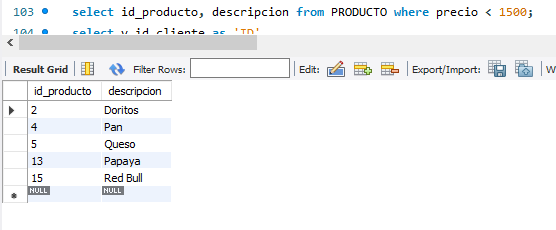 103 select id_producto, descripcion from PRODUCTO where precio < 1500;
104 select v.id_cliente as 'ID'
Result Grid Filter Rows: Edit: Export/Import: W
id_producto descripcion
2 Doritos
4 Pan
5 Queso
13 Papaya
15 Red Bull
NULL NULL